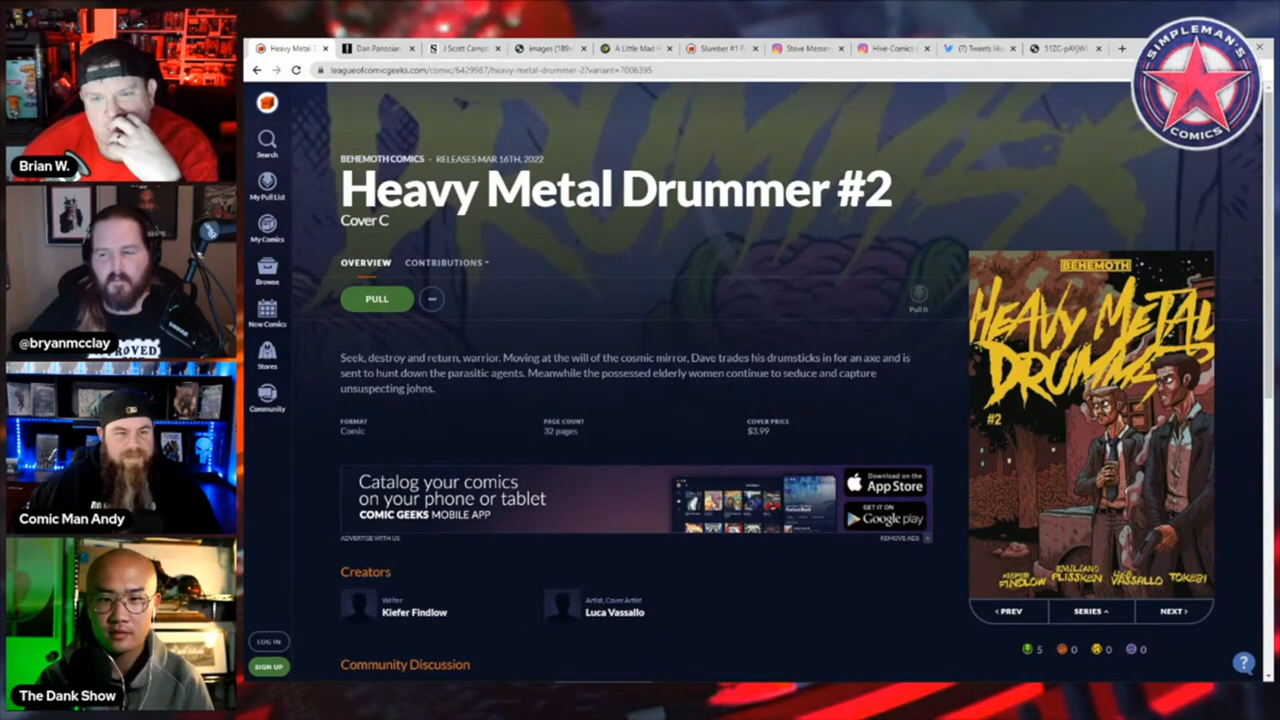 Heavy Metal D
Dan Panosian
J Scott Camp
images (189×
A Little Mad H
Slumber #1 P
Steve Messer
Hive-Comics
(7) Tweets lik
leagueofcomicgeeks.com/comic/6429987/heavy-metal-drummer-2?variant=7006395
SIMPLEMAN'S
COMICS
Search
My Pull List
My Comics
Browse
New Comics
Stores
Community
LOG IN
SIGN UP
BEHEMOTH COMICS · RELEASES MAR 16TH, 2022
Heavy Metal Drummer #2
Cover C
OVERVIEW CONTRIBUTIONS
PULL
Pull It
Seek, destroy and return, warrior. Moving at the will of the cosmic mirror, Dave trades his drumsticks in for an axe and is
sent to hunt down the parasitic agents. Meanwhile the possessed elderly women continue to seduce and capture
unsuspecting johns.
FORMAT
Comic
PAGE COUNT
32 pages
COVER PRICE
$3.99
Catalog your comics
on your phone or tablet
COMIC GEEKS MOBILE APP
Download on the
App Store
GET IT ON
Google play
ADVERTISE WITH US
REMOVE ADS
Creators
Writer
Kiefer Findlow
Artist, Cover Artist
Luca Vassallo
Community Discussion
BEHEMOTH
HEAVY METAL
DRUMME
#2
KIEFER
FINDLOW
EMILIANO
PLISSKEN
LUCA
VASSALLO
TOKEBI
‹ PREV
SERIES
NEXT ›
5
0
0
0
?
Brian W.
@bryanmcclay
Comic Man Andy
The Dank Show